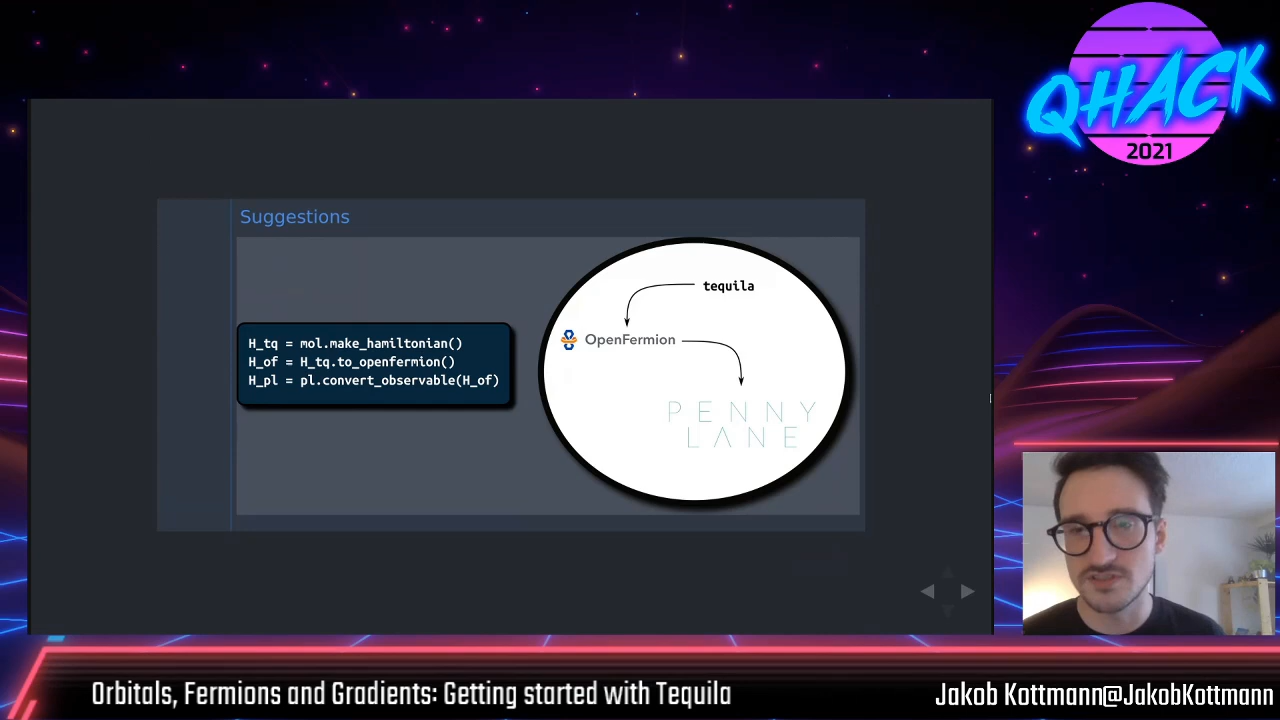 QHACK
2021
Suggestions
tequila
OpenFermion
H_tq = mol.make_hamiltonian()
H_of = H_tq.to_openfermion()
H_pl = pl.convert_observable(H_of)
PENNY
LANE
Orbitals, Fermions and Gradients: Getting started with Tequila
Jakob Kottmann@JakobKottmann